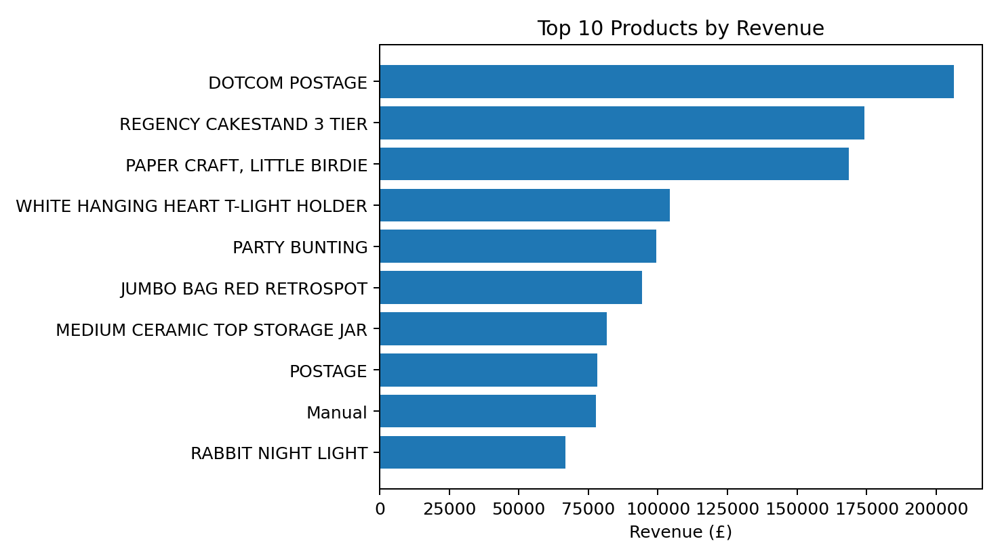 Top 10 Products by Revenue
DOTCOM POSTAGE
REGENCY CAKESTAND 3 TIER
PAPER CRAFT, LITTLE BIRDIE
WHITE HANGING HEART T-LIGHT HOLDER
PARTY BUNTING
JUMBO BAG RED RETROSPOT
MEDIUM CERAMIC TOP STORAGE JAR
POSTAGE
Manual
RABBIT NIGHT LIGHT
0 25000 50000 75000 100000 125000 150000 175000 200000
Revenue (£)